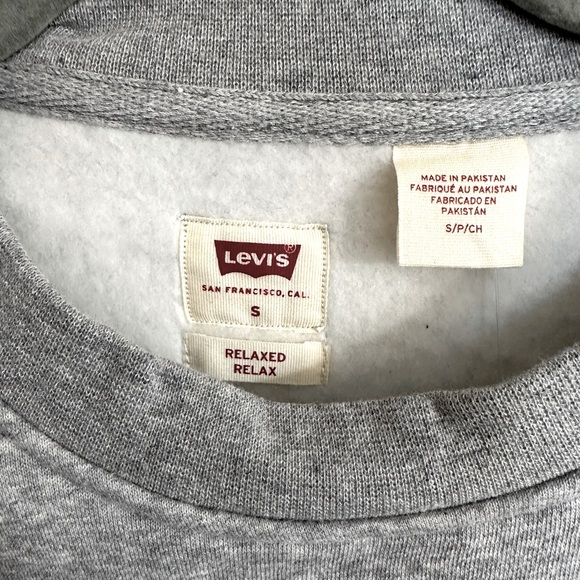 MADE IN PAKISTAN
FABRIQUÉ AU PAKISTAN
FABRICADO EN
PAKISTÁN
S/P/CH
Levi's®
SAN FRANCISCO, CAL.
S
RELAXED
RELAX